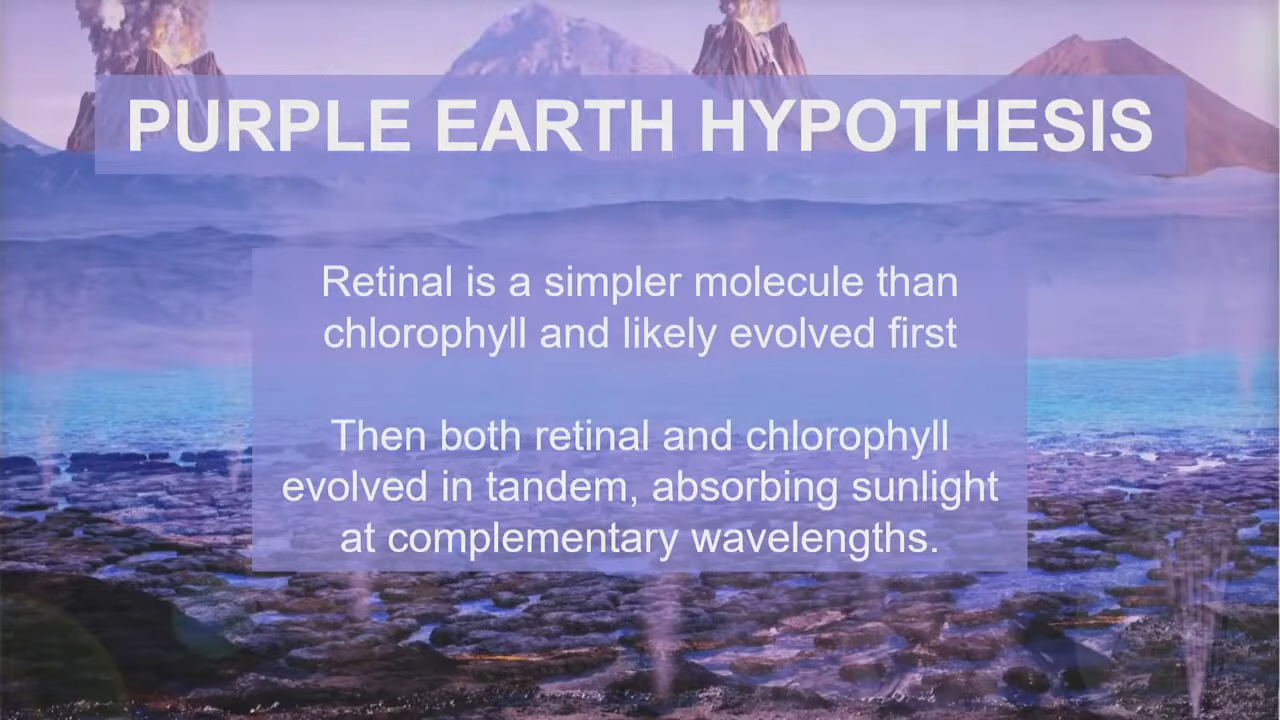 PURPLE EARTH HYPOTHESIS
Retinal is a simpler molecule than
chlorophyll and likely evolved first
Then both retinal and chlorophyll
evolved in tandem, absorbing sunlight
at complementary wavelengths.